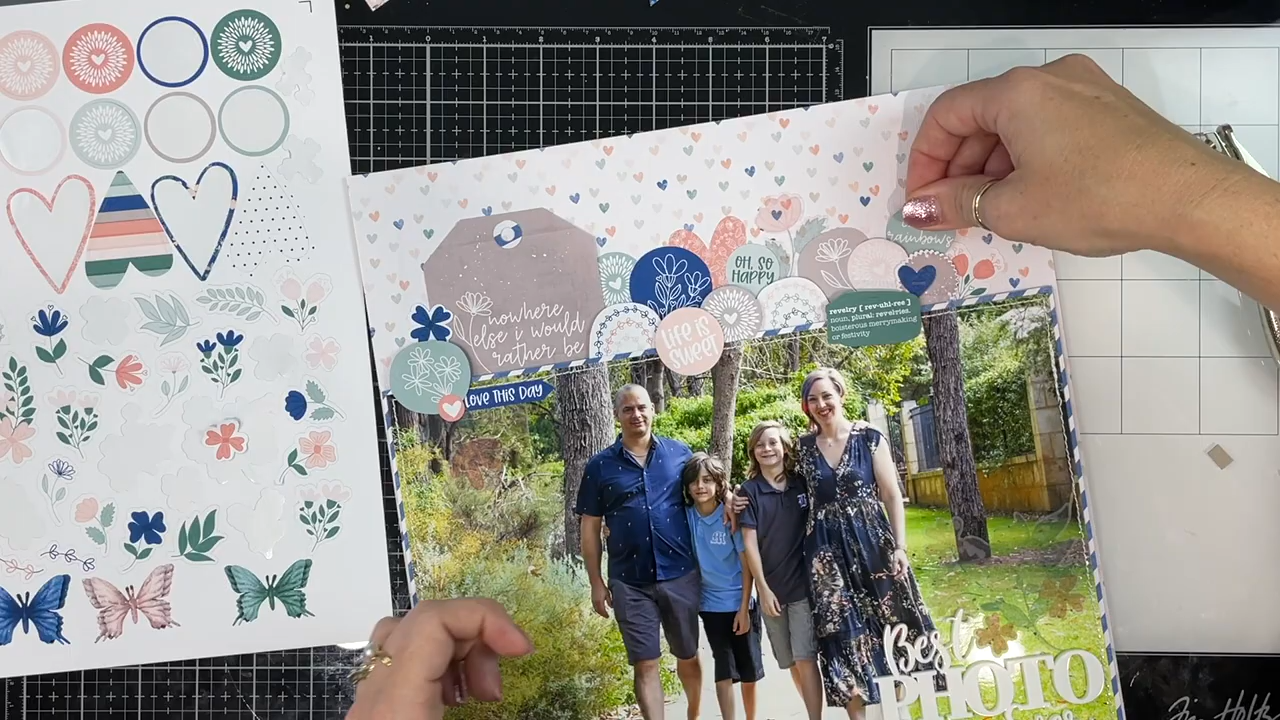 nowhere
else i would
rather be
OH, SO
HAPPY
rainbows
LIFE IS
SWEET
revelry [ rev-uhl-ree ]
noun, plural: revelries.
boisterous merrymaking
or festivity
LOVE THIS DAY
Best
PHOTO